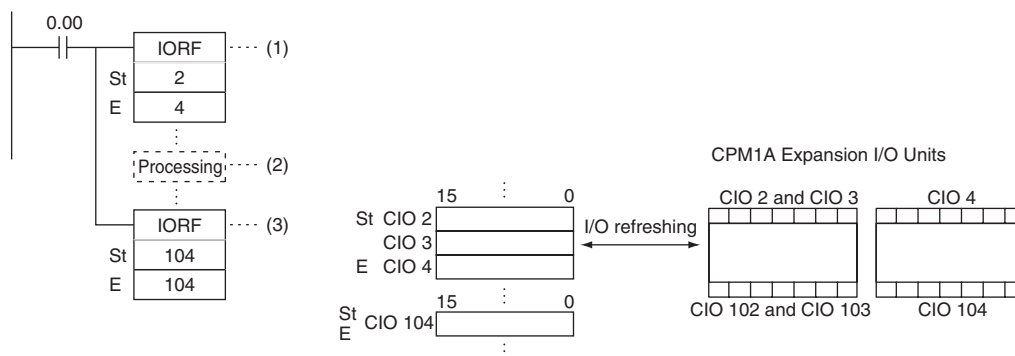 0.00
IORF
(1)
St 2
E 4
Processing
(2)
IORF
(3)
St 104
E 104
15 0
St CIO 2
CIO 3
E CIO 4
15 0
St
E
CIO 104
I/O refreshing
CPM1A Expansion I/O Units
CIO 2 and CIO 3
CIO 4
CIO 102 and CIO 103
CIO 104